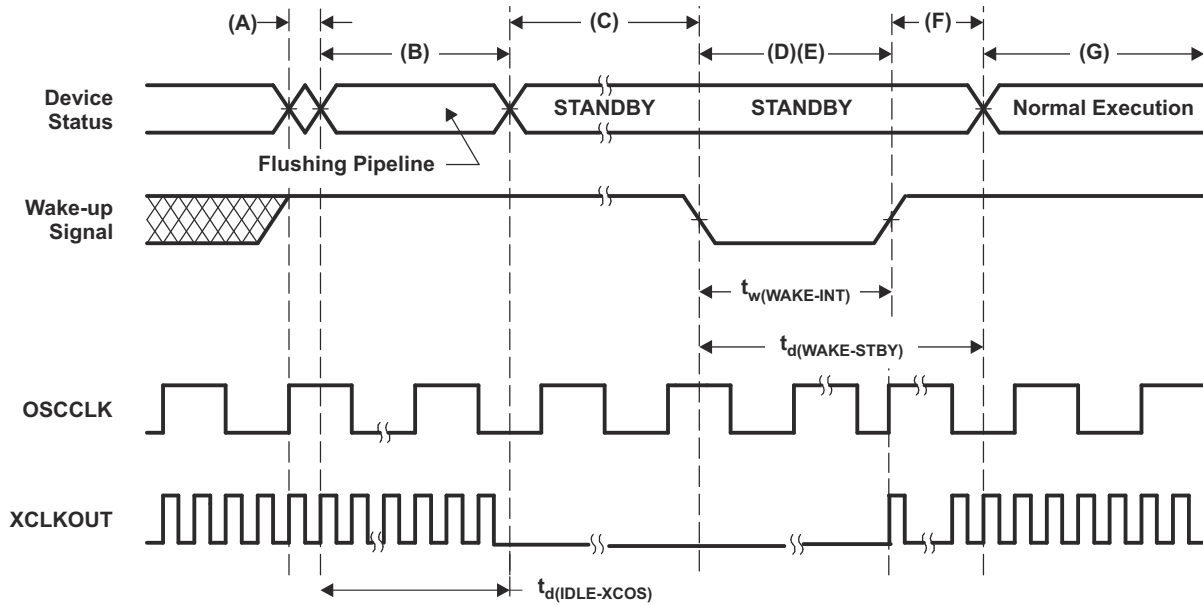 (A)
(C)
(F)
(B)
(D)(E)
(G)
Device
Status
STANDBY
STANDBY
Normal Execution
Flushing Pipeline
Wake-up
Signal
tw(WAKE-INT)
td(WAKE-STBY)
OSCCLK
XCLKOUT
td(IDLE-XCOS)